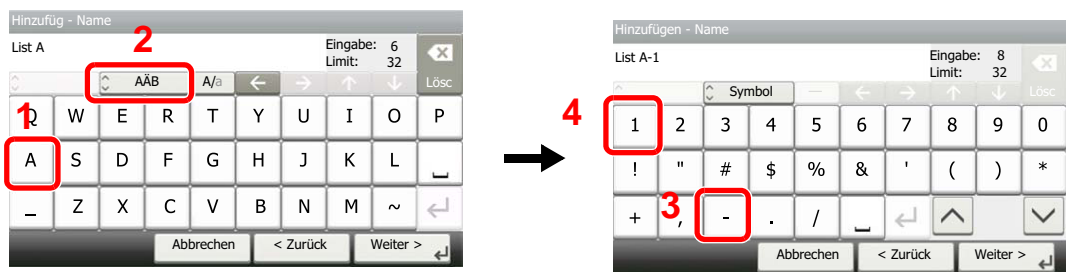 Hinzufüg - Name
2
List A
Eingabe: 6
Limit: 32
AÄB A/a ← → ↑ ↓ Lösc
1
Q W E R T Y U I O P
A S D F G H J K L
_ Z X C V B N M ~
Abbrechen < Zurück Weiter >
Hinzufügen - Name
List A-1
Eingabe: 8
Limit: 32
Symbol ← → ↑ ↓ Lösc
4
1 2 3 4 5 6 7 8 9 0
! " # $ % & ' ( ) *
3
+ , - . /
Abbrechen < Zurück Weiter >